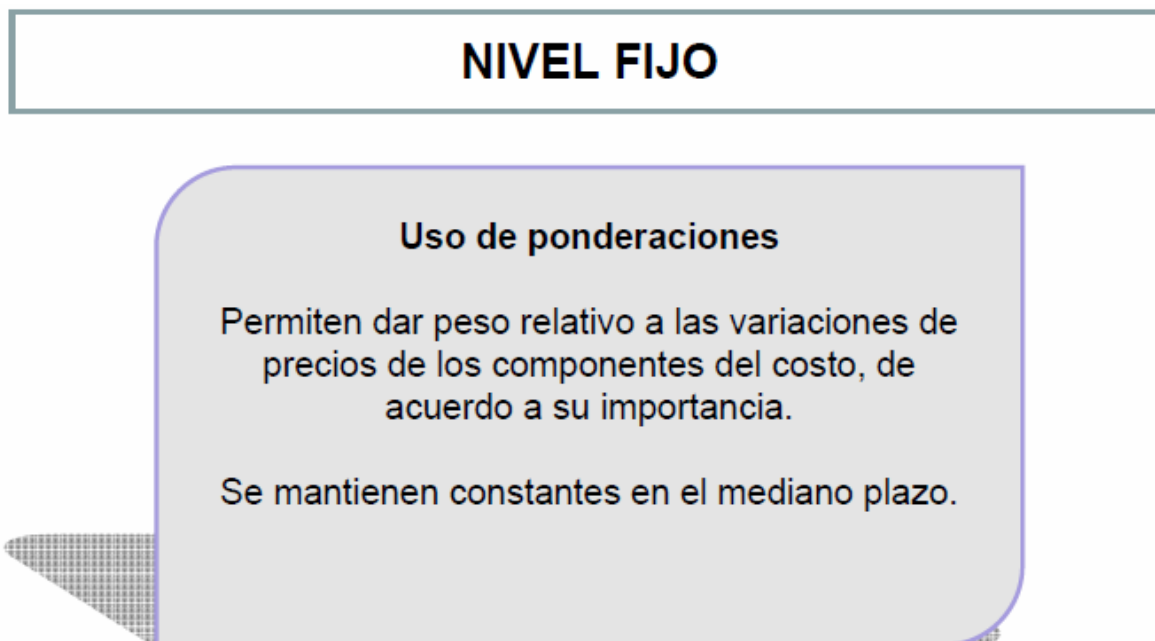 NIVEL FIJO
Uso de ponderaciones
Permiten dar peso relativo a las variaciones de
precios de los componentes del costo, de
acuerdo a su importancia.
Se mantienen constantes en el mediano plazo.